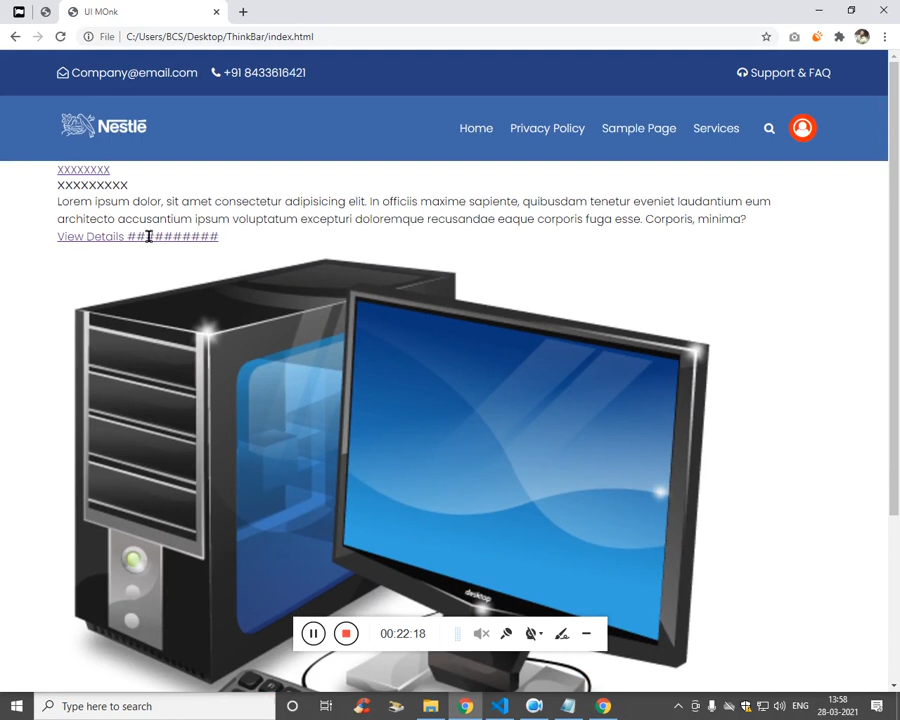 UI MOnk
File C:/Users/BCS/Desktop/ThinkBar/index.html
Company@email.com +91 8433616421 Support & FAQ
Nestlé Home Privacy Policy Sample Page Services
XXXXXXXX
XXXXXXXXX
Lorem ipsum dolor, sit amet consectetur adipisicing elit. In officiis maxime sapiente, quibusdam tenetur eveniet laudantium eum
architecto accusantium ipsum voluptatum excepturi doloremque recusandae eaque corporis fuga esse. Corporis, minima?
View Details ###########
desktop
00:22:18
Type here to search
ENG
13:58
28-03-2021